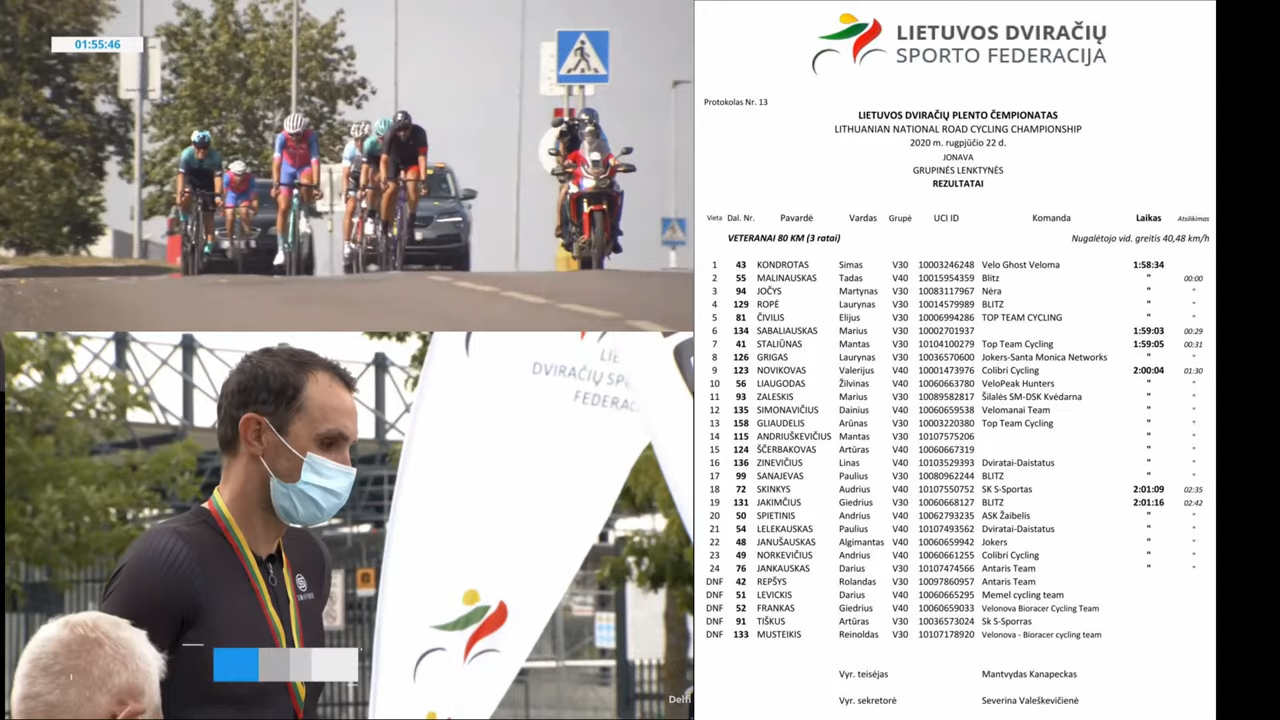 01:55:46
LIE
DVIRAČIŲ SP
FEDERAC
Delfi
LIETUVOS DVIRAČIŲ
SPORTO FEDERACIJA
Protokolas Nr. 13
LIETUVOS DVIRAČIŲ PLENTO ČEMPIONATAS
LITHUANIAN NATIONAL ROAD CYCLING CHAMPIONSHIP
2020 m. rugpjūčio 22 d.
JONAVA
GRUPINĖS LENKTYNĖS
REZULTATAI
Vieta Dal. Nr. Pavardė Vardas Grupė UCI ID Komanda Laikas Atsilikimas
VETERANAI 80 KM (3 ratai) Nugalėtojo vid. greitis 40,48 km/h
1 43 KONDROTAS Simas V30 10003246248 Velo Ghost Veloma 1:58:34
2 55 MALINAUSKAS Tadas V40 10015954359 Blitz " 00:00
3 94 JOČYS Martynas V30 10083117967 Nėra " "
4 129 ROPĖ Laurynas V30 10014579989 BLITZ " "
5 81 ČIVILIS Elijus V30 10006994286 TOP TEAM CYCLING " "
6 134 SABALIAUSKAS Marius V30 10002701937 1:59:03 00:29
7 41 STALIŪNAS Mantas V30 10104100279 Top Team Cycling 1:59:05 00:31
8 126 GRIGAS Laurynas V30 10036570600 Jokers-Santa Monica Networks " "
9 123 NOVIKOVAS Valerijus V40 10001473976 Colibri Cycling 2:00:04 01:30
10 56 LIAUGODAS Žilvinas V40 10060663780 VeloPeak Hunters " "
11 93 ZALESKIS Marius V30 10089582817 Šilalės SM-DSK Kvėdarna " "
12 135 SIMONAVIČIUS Dainius V40 10060659538 Velomanai Team " "
13 158 GLIAUDELIS Arūnas V30 10003220380 Top Team Cycling " "
14 115 ANDRIUŠKEVIČIUS Mantas V30 10107575206 " "
15 124 ŠČERBAKOVAS Artūras V40 10060667319 " "
16 136 ZINEVIČIUS Linas V40 10103529393 Dviratai-Daistatus " "
17 99 SANAJEVAS Paulius V30 10080962244 BLITZ " "
18 72 SKINKYS Audrius V40 10107550752 SK S-Sportas 2:01:09 02:35
19 131 JAKIMČIUS Giedrius V30 10060668127 BLITZ 2:01:16 02:42
20 50 SPIETINIS Andrius V40 10062793235 ASK Žaibelis " "
21 54 LELEKAUSKAS Paulius V40 10107493562 Dviratai-Daistatus " "
22 48 JANUŠAUSKAS Algimantas V40 10060659942 Jokers " "
23 49 NORKEVIČIUS Andrius V40 10060661255 Colibri Cycling " "
24 76 JANKAUSKAS Darius V30 10107474566 Antaris Team " "
DNF 42 REPŠYS Rolandas V30 10097860957 Antaris Team
DNF 51 LEVICKIS Darius V40 10060665295 Memel cycling team
DNF 52 FRANKAS Giedrius V40 10060659033 Velonova Bioracer Cycling Team
DNF 91 TIŠKUS Artūras V30 10036573024 Sk S-Sporras
DNF 133 MUSTEIKIS Reinoldas V30 10107178920 Velonova - Bioracer cycling team
Vyr. teisėjas Mantvydas Kanapeckas
Vyr. sekretorė Severina Valeškevičienė